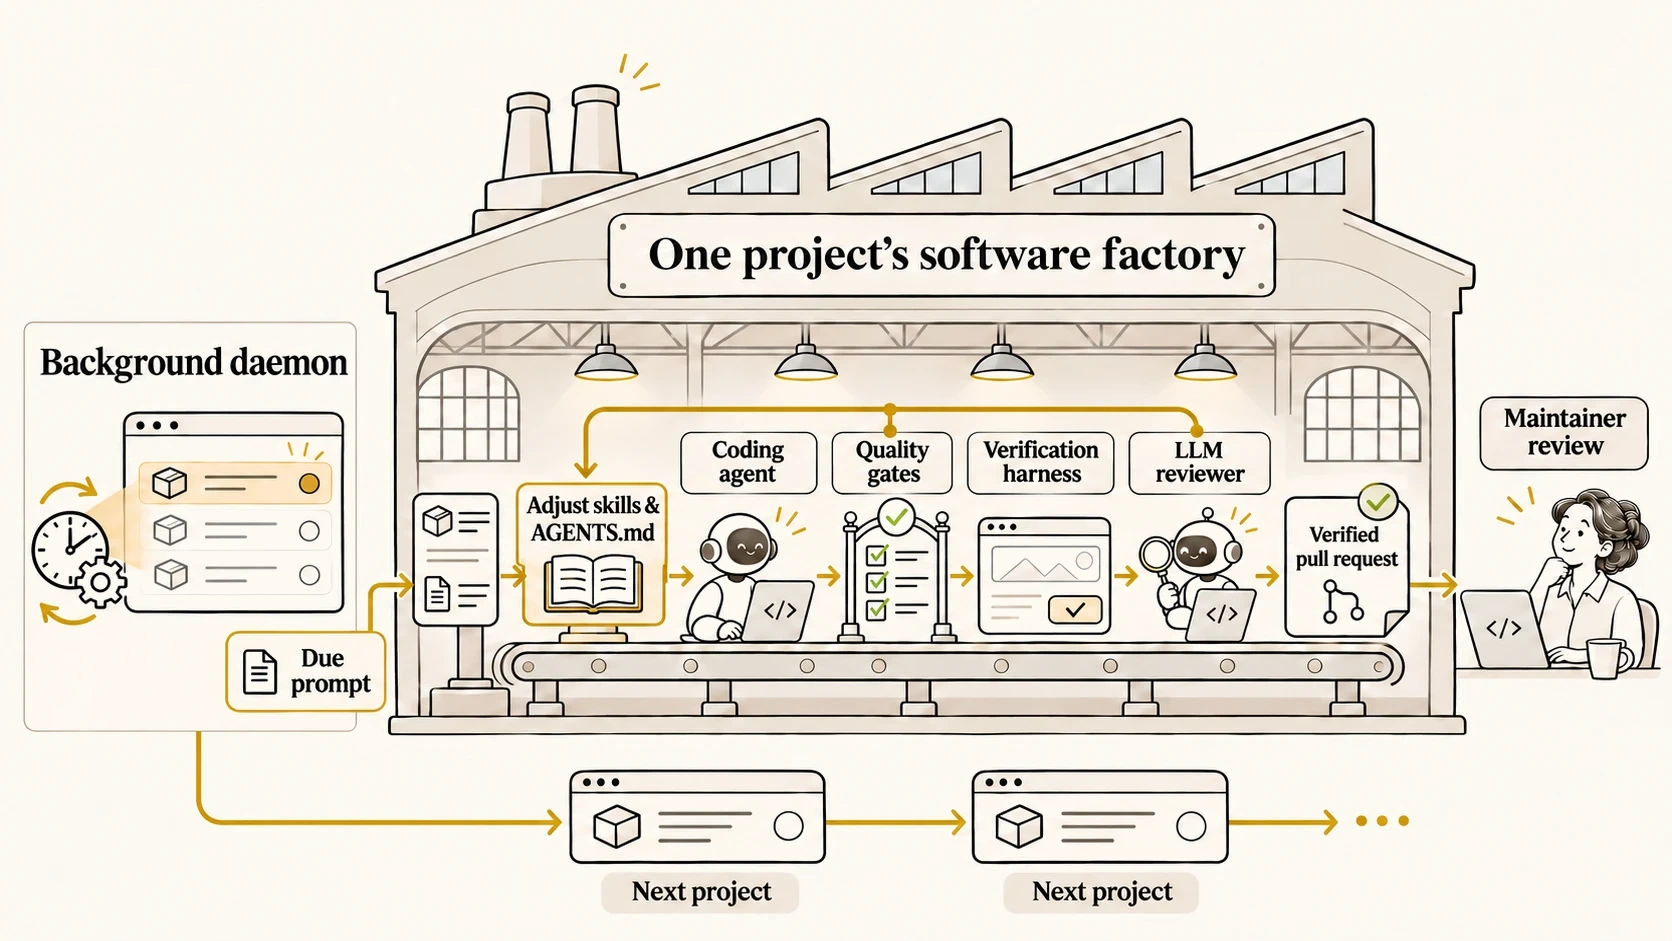 One project's software factory
Background daemon
Due
prompt
Adjust skills &
AGENTS.md
Coding
agent
</>
Quality
gates
Verification
harness
LLM
reviewer
</>
Verified
pull request
Maintainer
review
</>
Next project
Next project